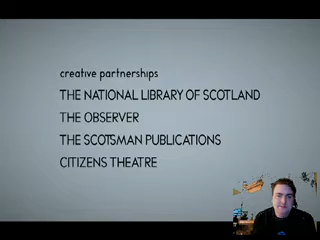 creative partnerships
THE NATIONAL LIBRARY OF SCOTLAND
THE OBSERVER
THE SCOTSMAN PUBLICATIONS
CITIZENS THEATRE